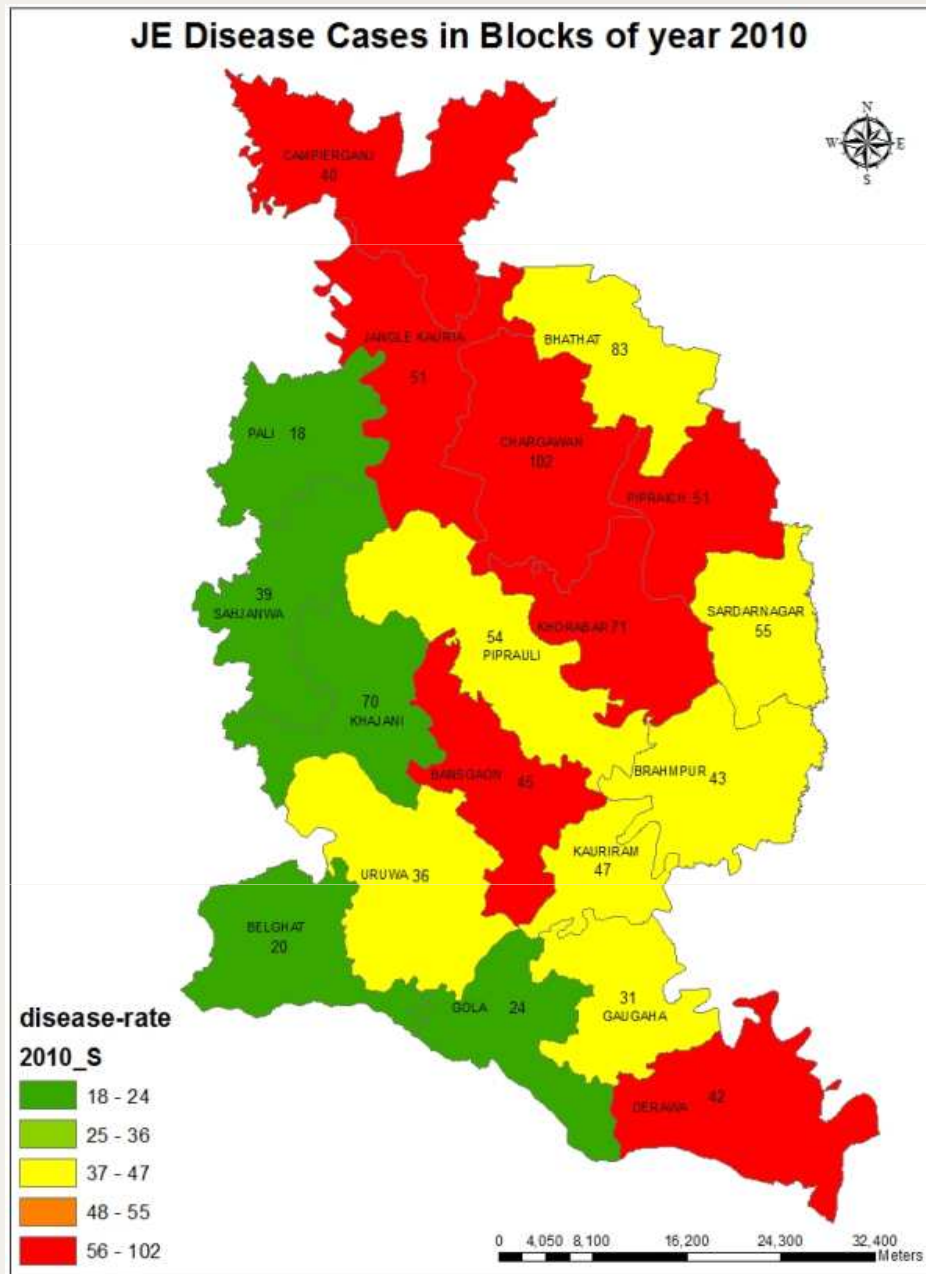 JE Disease Cases in Blocks of year 2010
N
W E
S
CAMPIERGANJ
40
JANGLE KAURIA
51
BHATHAT 83
PALI 18
CHARGAWAN
102
PIPRAICH 51
39
SAHJANWA
SARDARNAGAR
55
KHORABAR 71
54
PIPRAULI
70
KHAJANI
BANSGAON 45
BRAHMPUR 43
KAURIRAM
47
URUWA 36
BELGHAT
20
GOLA 24
31
GAUGAHA
DERAWA 42
disease-rate
2010_S
18 - 24
25 - 36
37 - 47
48 - 55
56 - 102
0 4,050 8,100 16,200 24,300 32,400
Meters